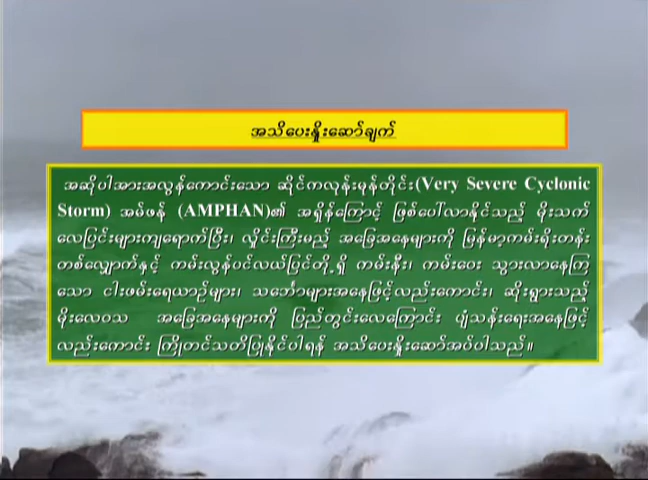 အသိပေးနှိုးဆော်ချက်
အဆိုပါအားအလွန်ကောင်းသော ဆိုင်ကလုန်းမုန်တိုင်း(Very Severe Cyclonic
Storm) အမ်ဖန် (AMPHAN)၏ အရှိန်ကြောင့် ဖြစ်ပေါ်လာနိုင်သည့် မိုးသက်
လေပြင်းများကျရောက်ပြီး၊ လှိုင်းကြီးမည့် အခြေအနေများကို မြန်မာ့ကမ်းရိုးတန်း
တစ်လျှောက်နှင့် ကမ်းလွန်ပင်လယ်ပြင်တို့ရှိ ကမ်းနီး၊ ကမ်းဝေး သွားလာနေကြ
သော ငါးဖမ်းရေယာဉ်များ၊ သင်္ဘောများအနေဖြင့်လည်းကောင်း၊ ဆိုးရွားသည့်
မိုးလေဝသ အခြေအနေများကို ပြည်တွင်းလေကြောင်း ပျံသန်းရေးအနေဖြင့်
လည်းကောင်း ကြိုတင်သတိပြုနိုင်ပါရန် အသိပေးနှိုးဆော်အပ်ပါသည်။